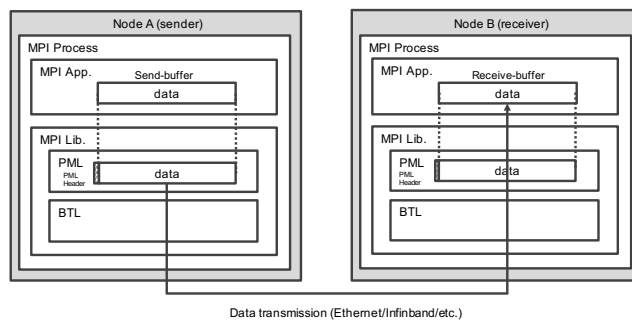 Node A (sender)
MPI Process
MPI App.
Send-buffer
data
MPI Lib.
PML
PML
Header
data
BTL
Node B (receiver)
MPI Process
MPI App.
Receive-buffer
data
MPI Lib.
PML
PML
Header
data
BTL
Data transmission (Ethernet/Infinband/etc.)